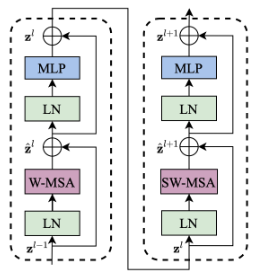 z^l
MLP
LN
ẑ^l
W-MSA
LN
z^{l-1}
z^{l+1}
MLP
LN
ẑ^{l+1}
SW-MSA
LN
z^l